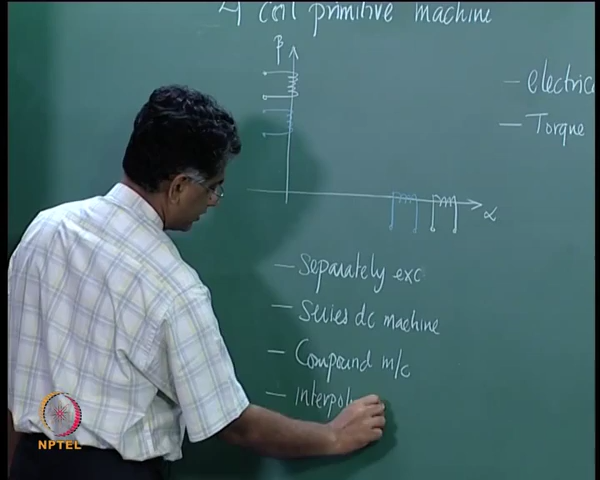 4 coil primitive machine
β
— electrica
— Torque
α
— Separately exc
— Series dc machine
— Compound m/c
— interpol
NPTEL